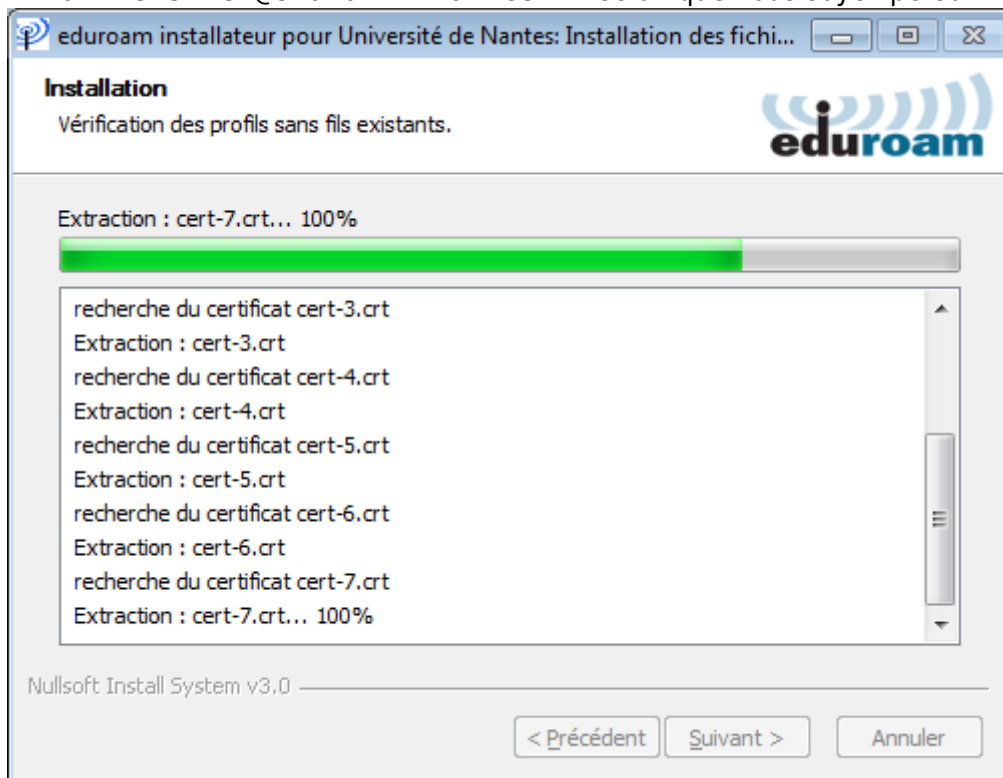 eduroam installateur pour Université de Nantes: Installation des fichi...
Installation
Vérification des profils sans fils existants.
eduroam
Extraction : cert-7.crt... 100%
recherche du certificat cert-3.crt
Extraction : cert-3.crt
recherche du certificat cert-4.crt
Extraction : cert-4.crt
recherche du certificat cert-5.crt
Extraction : cert-5.crt
recherche du certificat cert-6.crt
Extraction : cert-6.crt
recherche du certificat cert-7.crt
Extraction : cert-7.crt... 100%
Nullsoft Install System v3.0
< Précédent Suivant > Annuler